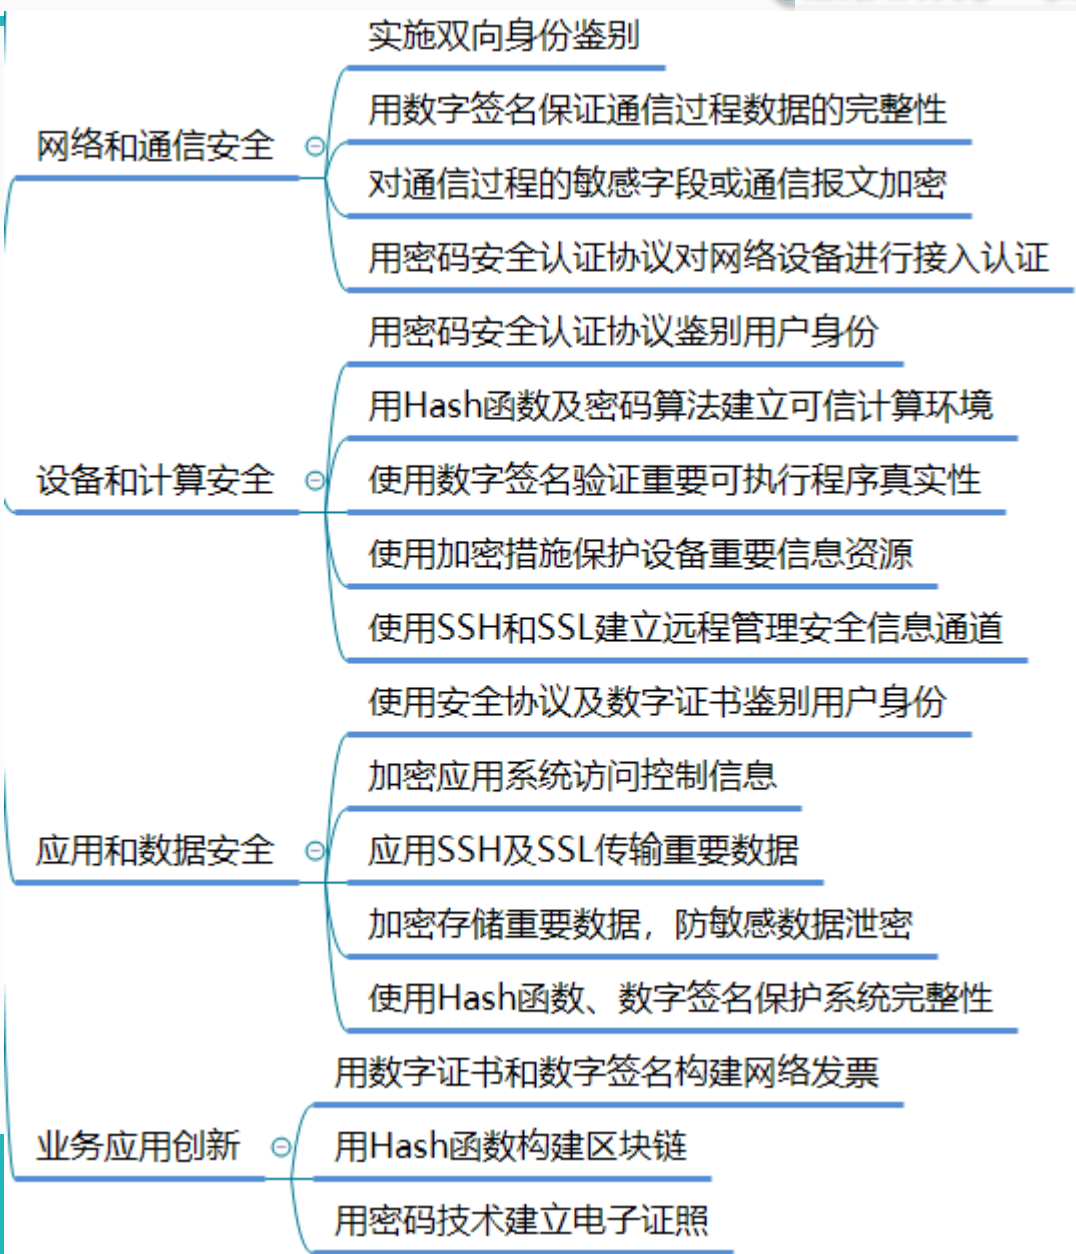 网络和通信安全
实施双向身份鉴别
用数字签名保证通信过程数据的完整性
对通信过程的敏感字段或通信报文加密
用密码安全认证协议对网络设备进行接入认证
设备和计算安全
用密码安全认证协议鉴别用户身份
用Hash函数及密码算法建立可信计算环境
使用数字签名验证重要可执行程序真实性
使用加密措施保护设备重要信息资源
使用SSH和SSL建立远程管理安全信息通道
应用和数据安全
使用安全协议及数字证书鉴别用户身份
加密应用系统访问控制信息
应用SSH及SSL传输重要数据
加密存储重要数据，防敏感数据泄密
使用Hash函数、数字签名保护系统完整性
业务应用创新
用数字证书和数字签名构建网络发票
用Hash函数构建区块链
用密码技术建立电子证照